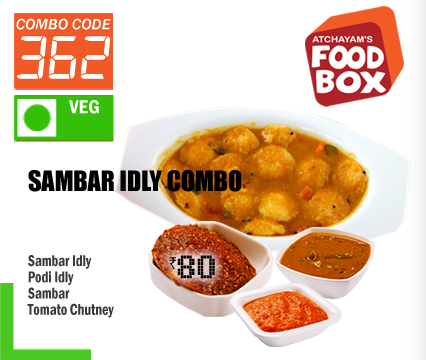 COMBO CODE
362
VEG
ATCHAYAM'S
FOOD
BOX
SAMBAR IDLY COMBO
₹80
Sambar Idly
Podi Idly
Sambar
Tomato Chutney